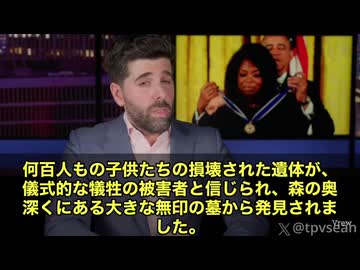 何百人もの子供たちの損壊された遺体が、
儀式的な犠牲の被害者と信じられ、森の奥
深くにある大きな無印の墓から発見されま
した。
Vrew
X @tpvsean